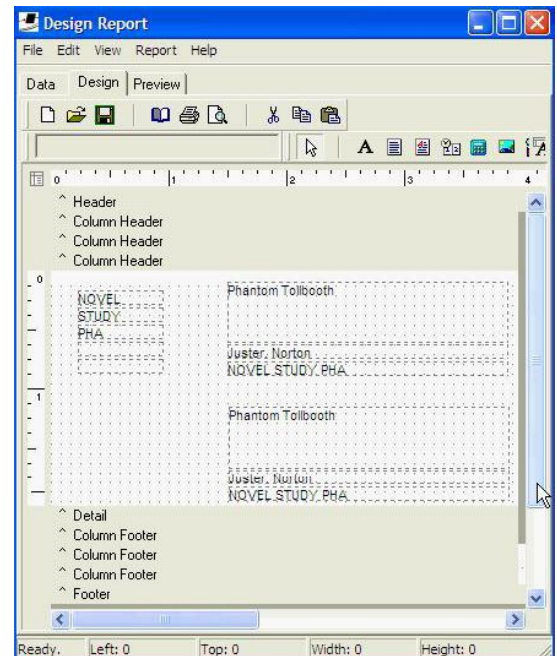 Design Report
File Edit View Report Help
Data Design Preview
A
0 1 2 3 4
^ Header
^ Column Header
^ Column Header
^ Column Header
0
NOVEL
STUDY
PHA
Phantom Tollbooth
Juster, Norton
NOVEL STUDY PHA
1
Phantom Tollbooth
Juster, Norton
NOVEL STUDY PHA
^ Detail
^ Column Footer
^ Column Footer
^ Column Footer
^ Footer
Ready. Left: 0 Top: 0 Width: 0 Height: 0